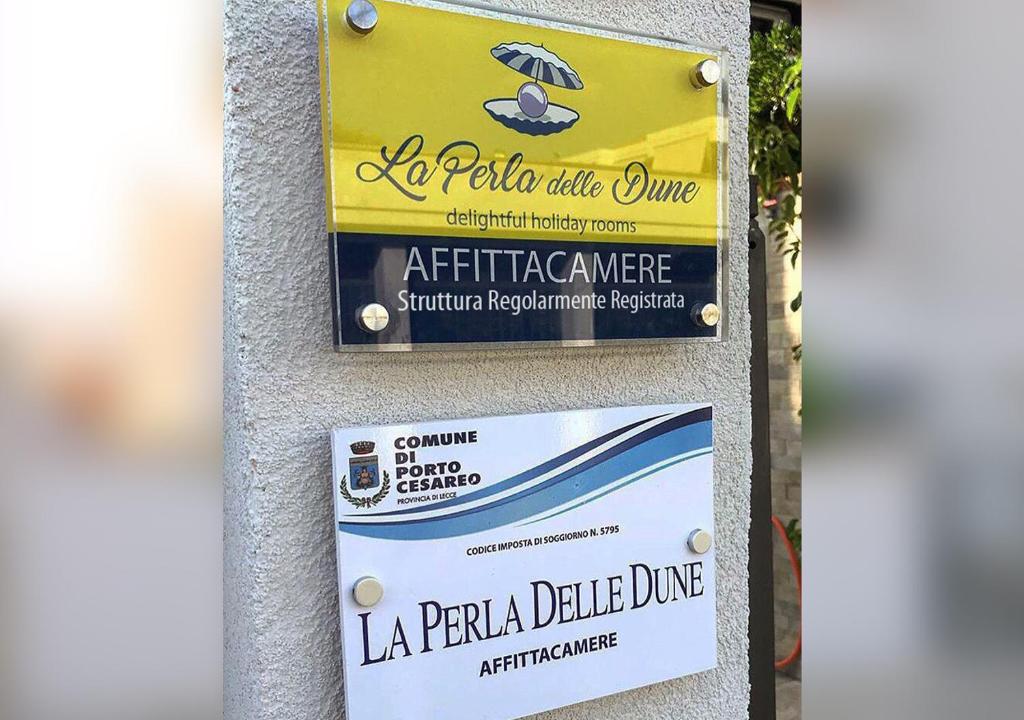 La Perla delle Dune
delightful holiday rooms
AFFITTACAMERE
Struttura Regolarmente Registrata
COMUNE
DI
PORTO
CESAREO
PROVINCIA DI LECCE
CODICE IMPOSTA DI SOGGIORNO N. 5795
LA PERLA DELLE DUNE
AFFITTACAMERE